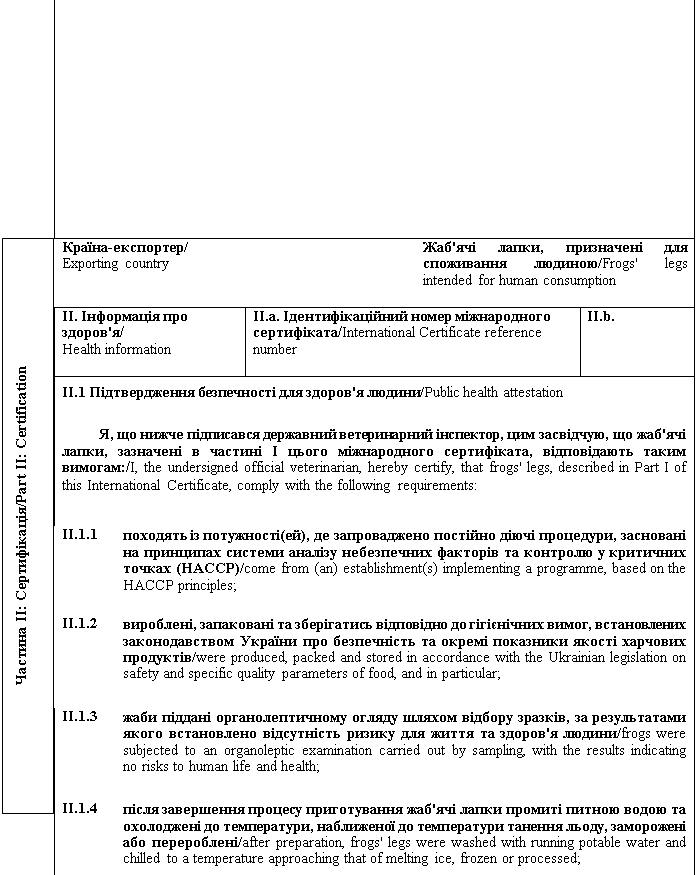 Країна-експортер/
Exporting country
Жаб'ячі лапки, призначені для
споживання людиною/Frogs' legs
intended for human consumption
II. Інформація про
здоров'я/
Health information
II.a. Ідентифікаційний номер міжнародного
сертифіката/International Certificate reference
number
II.b.
Частина II: Сертифікація/Part II: Certification
II.1 Підтвердження безпечності для здоров'я людини/Public health attestation
Я, що нижче підписався державний ветеринарний інспектор, цим засвідчую, що жаб'ячі
лапки, зазначені в частині I цього міжнародного сертифіката, відповідають таким
вимогам:/I, the undersigned official veterinarian, hereby certify, that frogs' legs, described in Part I of
this International Certificate, comply with the following requirements:
II.1.1 походять із потужності(ей), де запроваджено постійно діючі процедури, засновані
на принципах системи аналізу небезпечних факторів та контролю у критичних
точках (НАССР)/come from (an) establishment(s) implementing a programme, based on the
HACCP principles;
II.1.2 вироблені, запаковані та зберігатись відповідно до гігієнічних вимог, встановлених
законодавством України про безпечність та окремі показники якості харчових
продуктів/were produced, packed and stored in accordance with the Ukrainian legislation on
safety and specific quality parameters of food, and in particular;
II.1.3 жаби піддані органолептичному огляду шляхом відбору зразків, за результатами
якого встановлено відсутність ризику для життя та здоров'я людини/frogs were
subjected to an organoleptic examination carried out by sampling, with the results indicating
no risks to human life and health;
II.1.4 після завершення процесу приготування жаб'ячі лапки промиті питною водою та
охолоджені до температури, наближеної до температури танення льоду, заморожені
або перероблені/after preparation, frogs' legs were washed with running potable water and
chilled to a temperature approaching that of melting ice, frozen or processed;